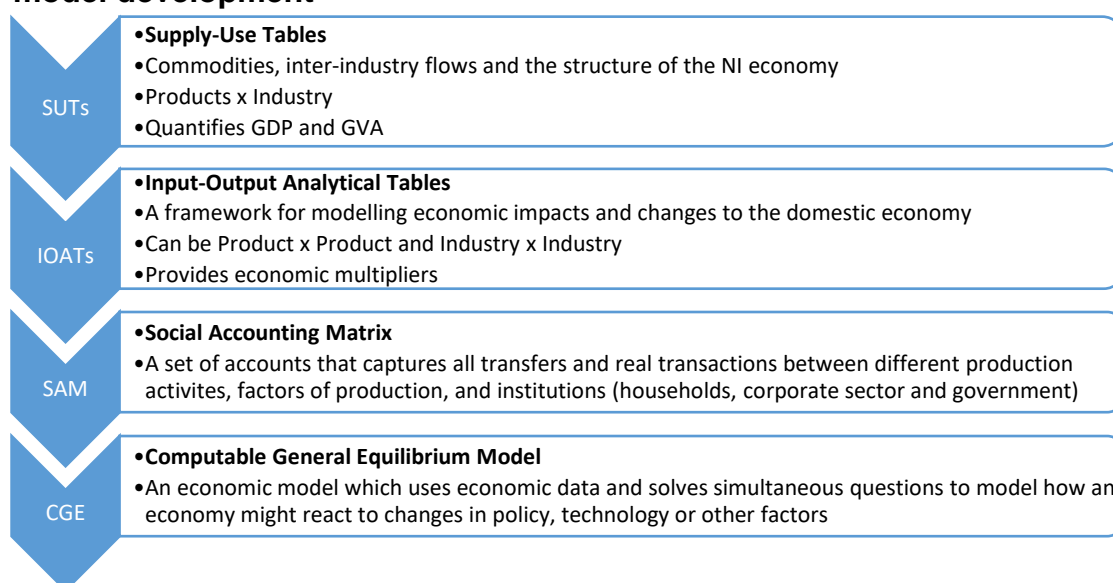 model development
•Supply-Use Tables
•Commodities, inter-industry flows and the structure of the NI economy
•Products x Industry
•Quantifies GDP and GVA
SUTs
•Input-Output Analytical Tables
•A framework for modelling economic impacts and changes to the domestic economy
•Can be Product x Product and Industry x Industry
•Provides economic multipliers
IOATs
•Social Accounting Matrix
•A set of accounts that captures all transfers and real transactions between different production
activites, factors of production, and institutions (households, corporate sector and government)
SAM
•Computable General Equilibrium Model
•An economic model which uses economic data and solves simultaneous questions to model how an
economy might react to changes in policy, technology or other factors
CGE